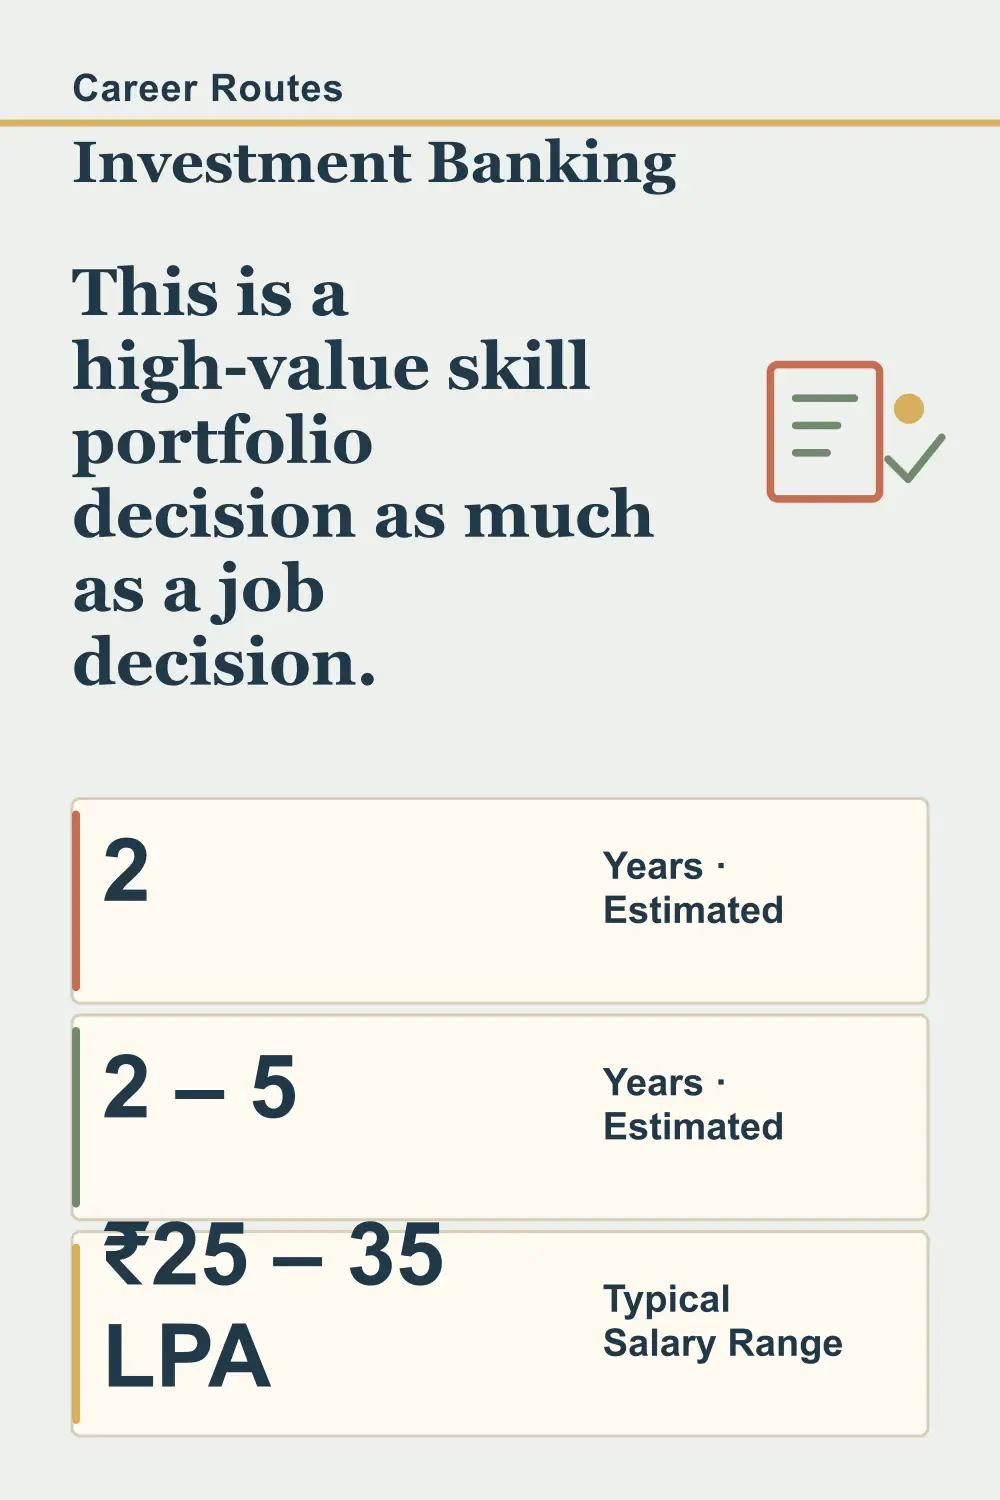 Career Routes
Investment Banking
This is a
high-value skill
portfolio
decision as much
as a job
decision.
2
Years ·
Estimated
2 – 5
Years ·
Estimated
₹25 – 35
LPA
Typical
Salary Range